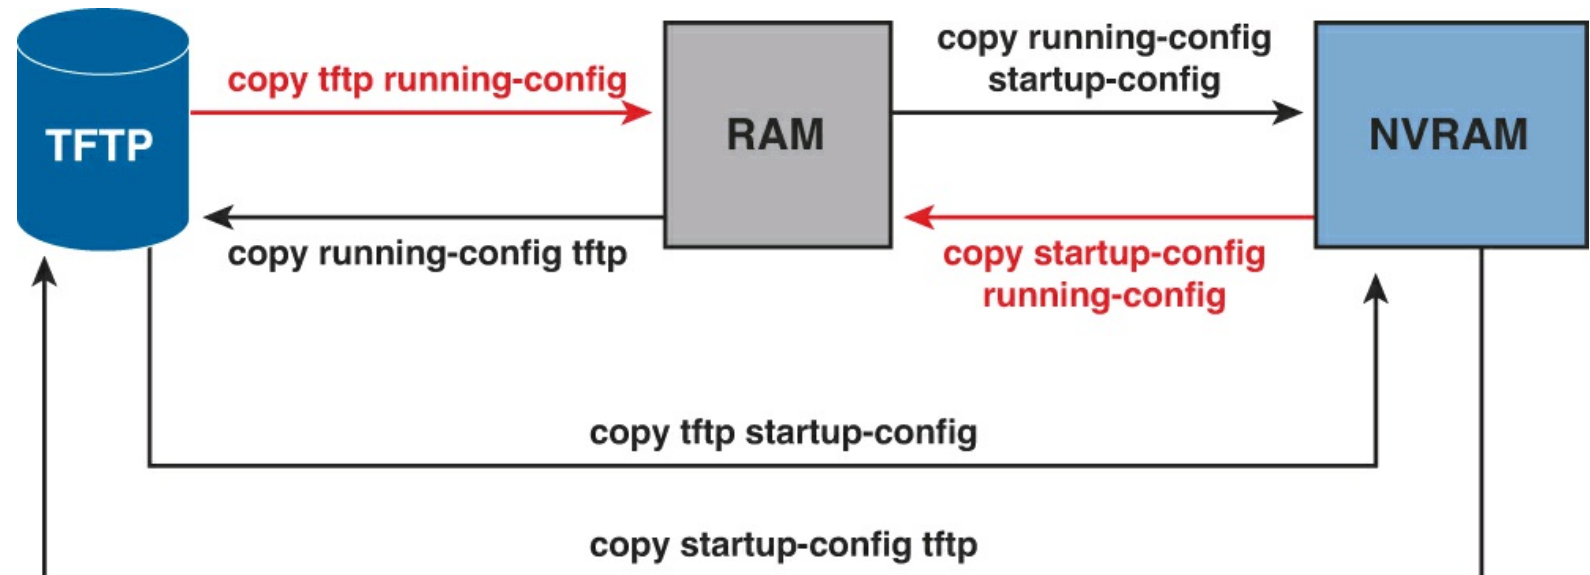 copy running-config
startup-config
copy tftp running-config
TFTP
RAM
NVRAM
copy running-config tftp
copy startup-config
running-config
copy tftp startup-config
copy startup-config tftp